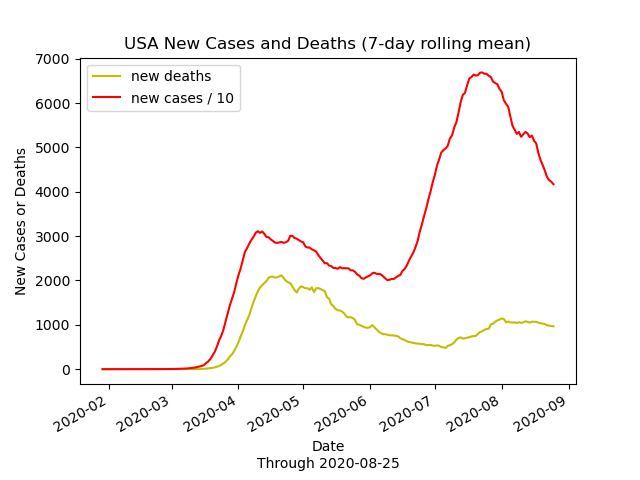 USA New Cases and Deaths (7-day rolling mean)
new deaths
new cases / 10
7000
6000
5000
4000
3000
2000
1000
0
New Cases or Deaths
2020-02
2020-03
2020-04
2020-05
2020-06
2020-07
2020-08
2020-09
Date
Through 2020-08-25